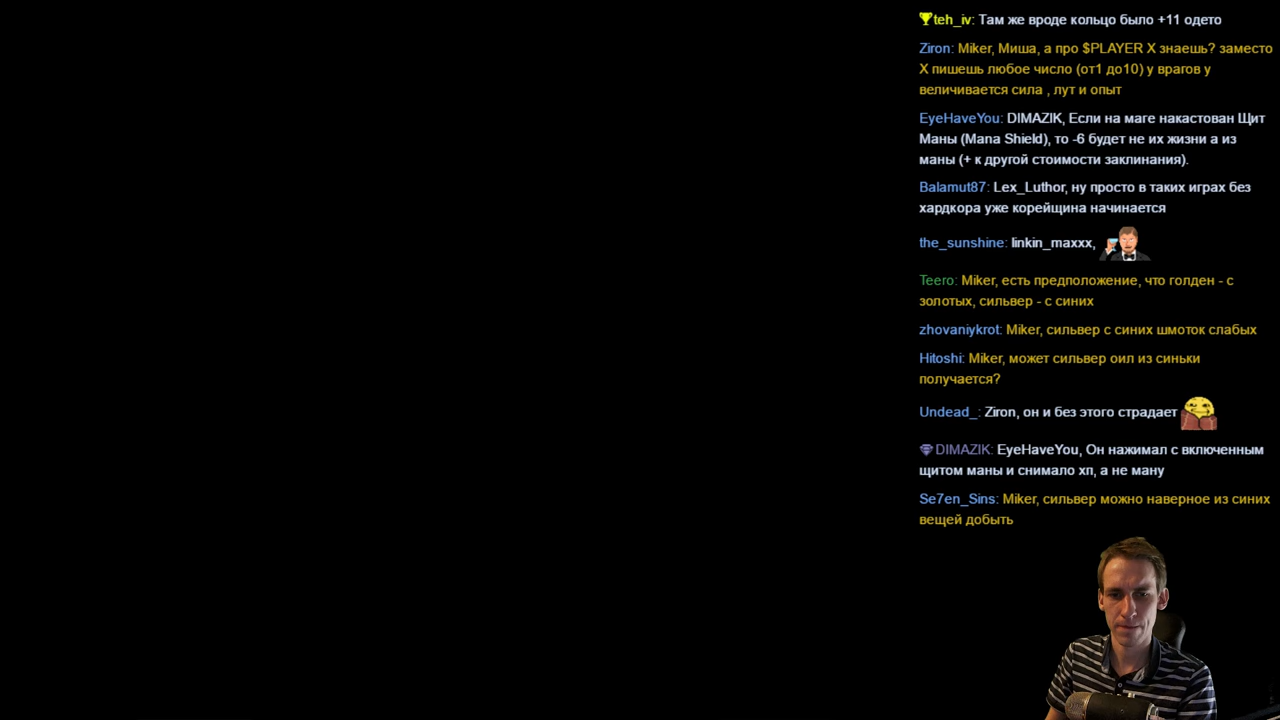 teh_iv: Там же вроде кольцо было +11 одето
Ziron: Miker, Миша, а про $PLAYER X знаешь? заместо
X пишешь любое число (от1 до10) у врагов у
величивается сила , лут и опыт
EyeHaveYou: DIMAZIK, Если на маге накастован Щит
Маны (Mana Shield), то -6 будет не их жизни а из
маны (+ к другой стоимости заклинания).
Balamut87: Lex_Luthor, ну просто в таких играх без
хардкора уже корейщина начинается
the_sunshine: linkin_maxxx,
Teero: Miker, есть предположение, что голден - с
золотых, сильвер - с синих
zhovaniykrot: Miker, сильвер с синих шмоток слабых
Hitoshi: Miker, может сильвер оил из синьки
получается?
Undead_: Ziron, он и без этого страдает
DIMAZIK: EyeHaveYou, Он нажимал с включенным
щитом маны и снимало хп, а не ману
Se7en_Sins: Miker, сильвер можно наверное из синих
вещей добыть